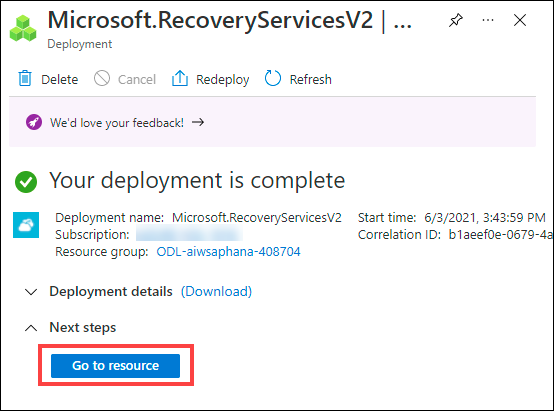 Microsoft.RecoveryServicesV2 | ...
Deployment
Delete Cancel Redeploy Refresh
We'd love your feedback! →
Your deployment is complete
Deployment name: Microsoft.RecoveryServicesV2 Start time: 6/3/2021, 3:43:59 PM
Subscription: Correlation ID: b1aeef0e-0679-4a
Resource group: ODL-aiwsaphana-408704
Deployment details (Download)
Next steps
Go to resource